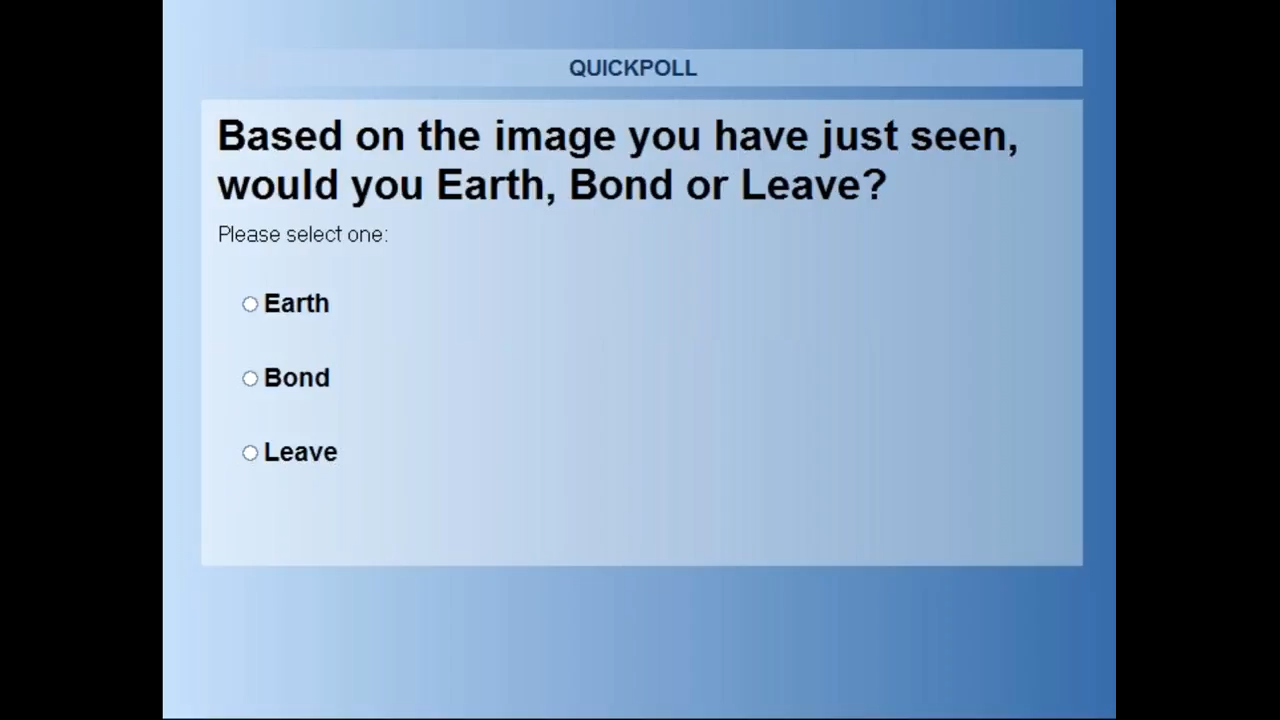 QUICKPOLL
Based on the image you have just seen,
would you Earth, Bond or Leave?
Please select one:
Earth
Bond
Leave